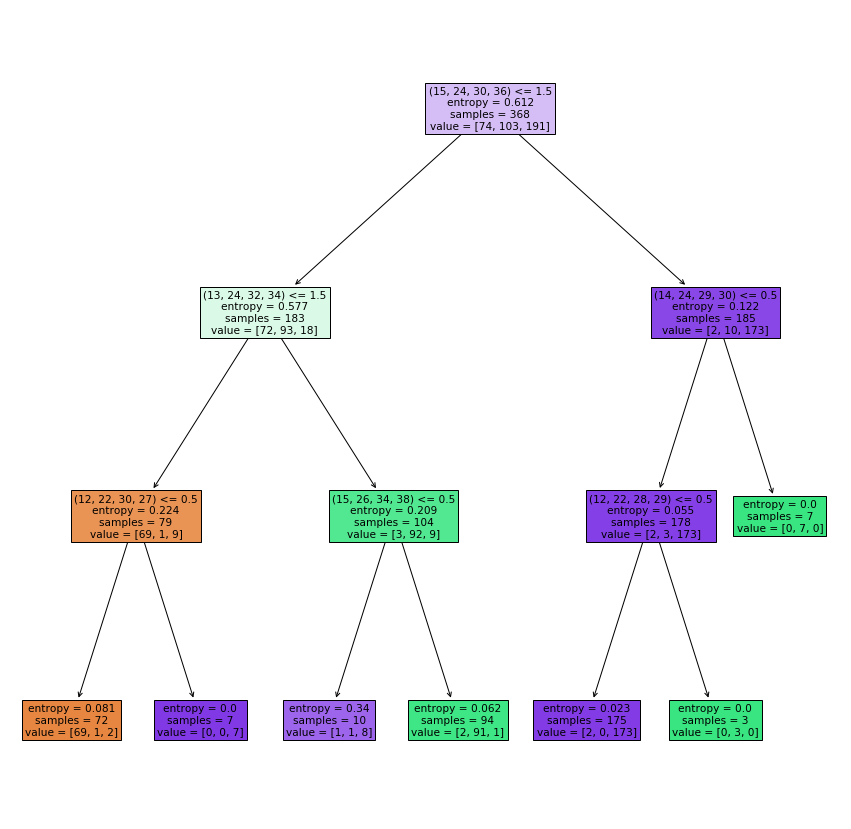 (15, 24, 30, 36) <= 1.5
entropy = 0.612
samples = 368
value = [74, 103, 191]
(13, 24, 32, 34) <= 1.5
entropy = 0.577
samples = 183
value = [72, 93, 18]
(14, 24, 29, 30) <= 0.5
entropy = 0.122
samples = 185
value = [2, 10, 173]
(12, 22, 30, 27) <= 0.5
entropy = 0.224
samples = 79
value = [69, 1, 9]
(15, 26, 34, 38) <= 0.5
entropy = 0.209
samples = 104
value = [3, 92, 9]
(12, 22, 28, 29) <= 0.5
entropy = 0.055
samples = 178
value = [2, 3, 173]
entropy = 0.0
samples = 7
value = [0, 7, 0]
entropy = 0.081
samples = 72
value = [69, 1, 2]
entropy = 0.0
samples = 7
value = [0, 0, 7]
entropy = 0.34
samples = 10
value = [1, 1, 8]
entropy = 0.062
samples = 94
value = [2, 91, 1]
entropy = 0.023
samples = 175
value = [2, 0, 173]
entropy = 0.0
samples = 3
value = [0, 3, 0]